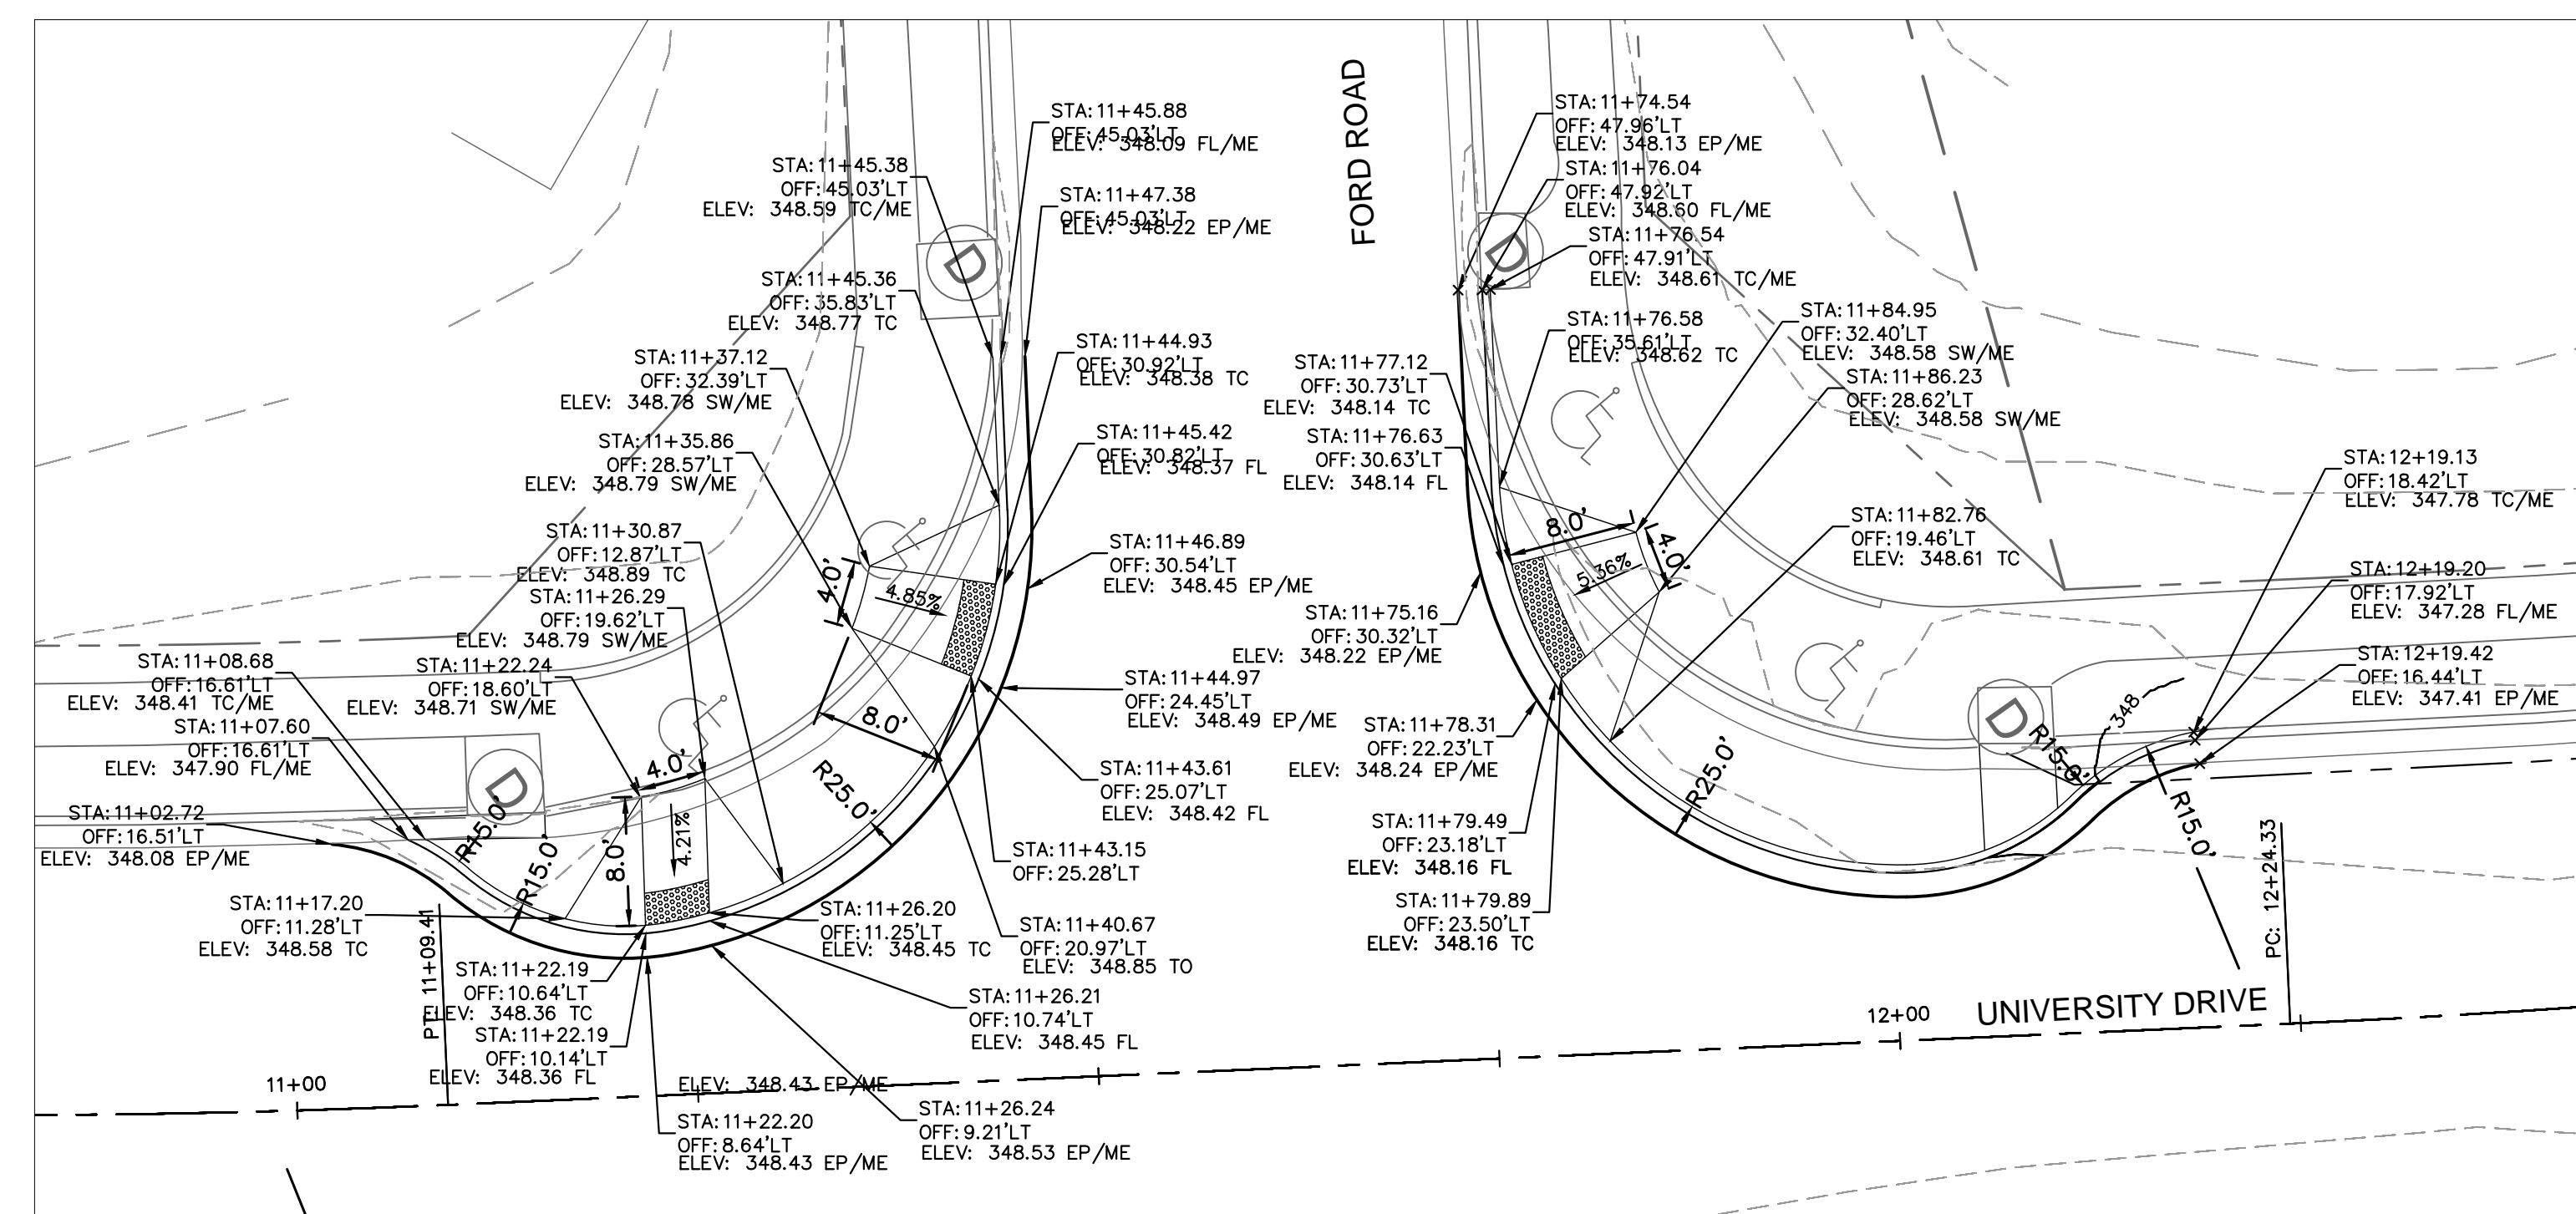 STA: 11+45.88
OFF: 45.03'LT
ELEV: 348.09 FL/ME
STA: 11+45.38
OFF: 45.03'LT
ELEV: 348.59 TC/ME
STA: 11+47.38
OFF: 45.03'LT
ELEV: 348.22 EP/ME
D
STA: 11+45.36
OFF: 35.83'LT
ELEV: 348.77 TC
STA: 11+44.93
OFF: 30.92'LT
ELEV: 348.38 TC
STA: 11+37.12
OFF: 32.39'LT
ELEV: 348.78 SW/ME
STA: 11+35.86
OFF: 28.57'LT
ELEV: 348.79 SW/ME
STA: 11+45.42
OFF: 30.82'LT
ELEV: 348.37 FL
STA: 11+30.87
OFF: 12.87'LT
ELEV: 348.89 TC
STA: 11+46.89
OFF: 30.54'LT
ELEV: 348.45 EP/ME
4.0'
4.85%
STA: 11+26.29
OFF: 19.62'LT
ELEV: 348.79 SW/ME
STA: 11+08.68
OFF: 16.61'LT
ELEV: 348.41 TC/ME
STA: 11+22.24
OFF: 18.60'LT
ELEV: 348.71 SW/ME
STA: 11+44.97
OFF: 24.45'LT
ELEV: 348.49 EP/ME
STA: 11+07.60
OFF: 16.61'LT
ELEV: 347.90 FL/ME
8.0'
4.0'
D
R25.0'
STA: 11+43.61
OFF: 25.07'LT
ELEV: 348.42 FL
STA: 11+02.72
OFF: 16.51'LT
ELEV: 348.08 EP/ME
R15.0'
R15.0'
8.0'
4.21%
STA: 11+43.15
OFF: 25.28'LT
STA: 11+17.20
OFF: 11.28'LT
ELEV: 348.58 TC
STA: 11+26.20
OFF: 11.25'LT
ELEV: 348.45 TC
STA: 11+40.67
OFF: 20.97'LT
ELEV: 348.85 TO
PT: 11+09.41
STA: 11+22.19
OFF: 10.64'LT
ELEV: 348.36 TC
STA: 11+26.21
OFF: 10.74'LT
ELEV: 348.45 FL
STA: 11+22.19
OFF: 10.14'LT
ELEV: 348.36 FL
11+00
ELEV: 348.43 EP/ME
STA: 11+22.20
OFF: 8.64'LT
ELEV: 348.43 EP/ME
STA: 11+26.24
OFF: 9.21'LT
ELEV: 348.53 EP/ME
FORD ROAD
STA: 11+74.54
OFF: 47.96'LT
ELEV: 348.13 EP/ME
STA: 11+76.04
OFF: 47.92'LT
ELEV: 348.60 FL/ME
D
STA: 11+76.54
OFF: 47.91'LT
ELEV: 348.61 TC/ME
STA: 11+76.58
OFF: 35.61'LT
ELEV: 348.62 TC
STA: 11+84.95
OFF: 32.40'LT
ELEV: 348.58 SW/ME
STA: 11+77.12
OFF: 30.73'LT
ELEV: 348.14 TC
STA: 11+86.23
OFF: 28.62'LT
ELEV: 348.58 SW/ME
STA: 11+76.63
OFF: 30.63'LT
ELEV: 348.14 FL
STA: 12+19.13
OFF: 18.42'LT
ELEV: 347.78 TC/ME
8.0'
4.0'
5.36%
STA: 11+82.76
OFF: 19.46'LT
ELEV: 348.61 TC
STA: 12+19.20
OFF: 17.92'LT
ELEV: 347.28 FL/ME
STA: 11+75.16
OFF: 30.32'LT
ELEV: 348.22 EP/ME
STA: 12+19.42
OFF: 16.44'LT
ELEV: 347.41 EP/ME
STA: 11+78.31
OFF: 22.23'LT
ELEV: 348.24 EP/ME
D
348
R15.0'
R25.0'
R15.0'
STA: 11+79.49
OFF: 23.18'LT
ELEV: 348.16 FL
STA: 11+79.89
OFF: 23.50'LT
ELEV: 348.16 TC
PC: 12+24.33
12+00
UNIVERSITY DRIVE